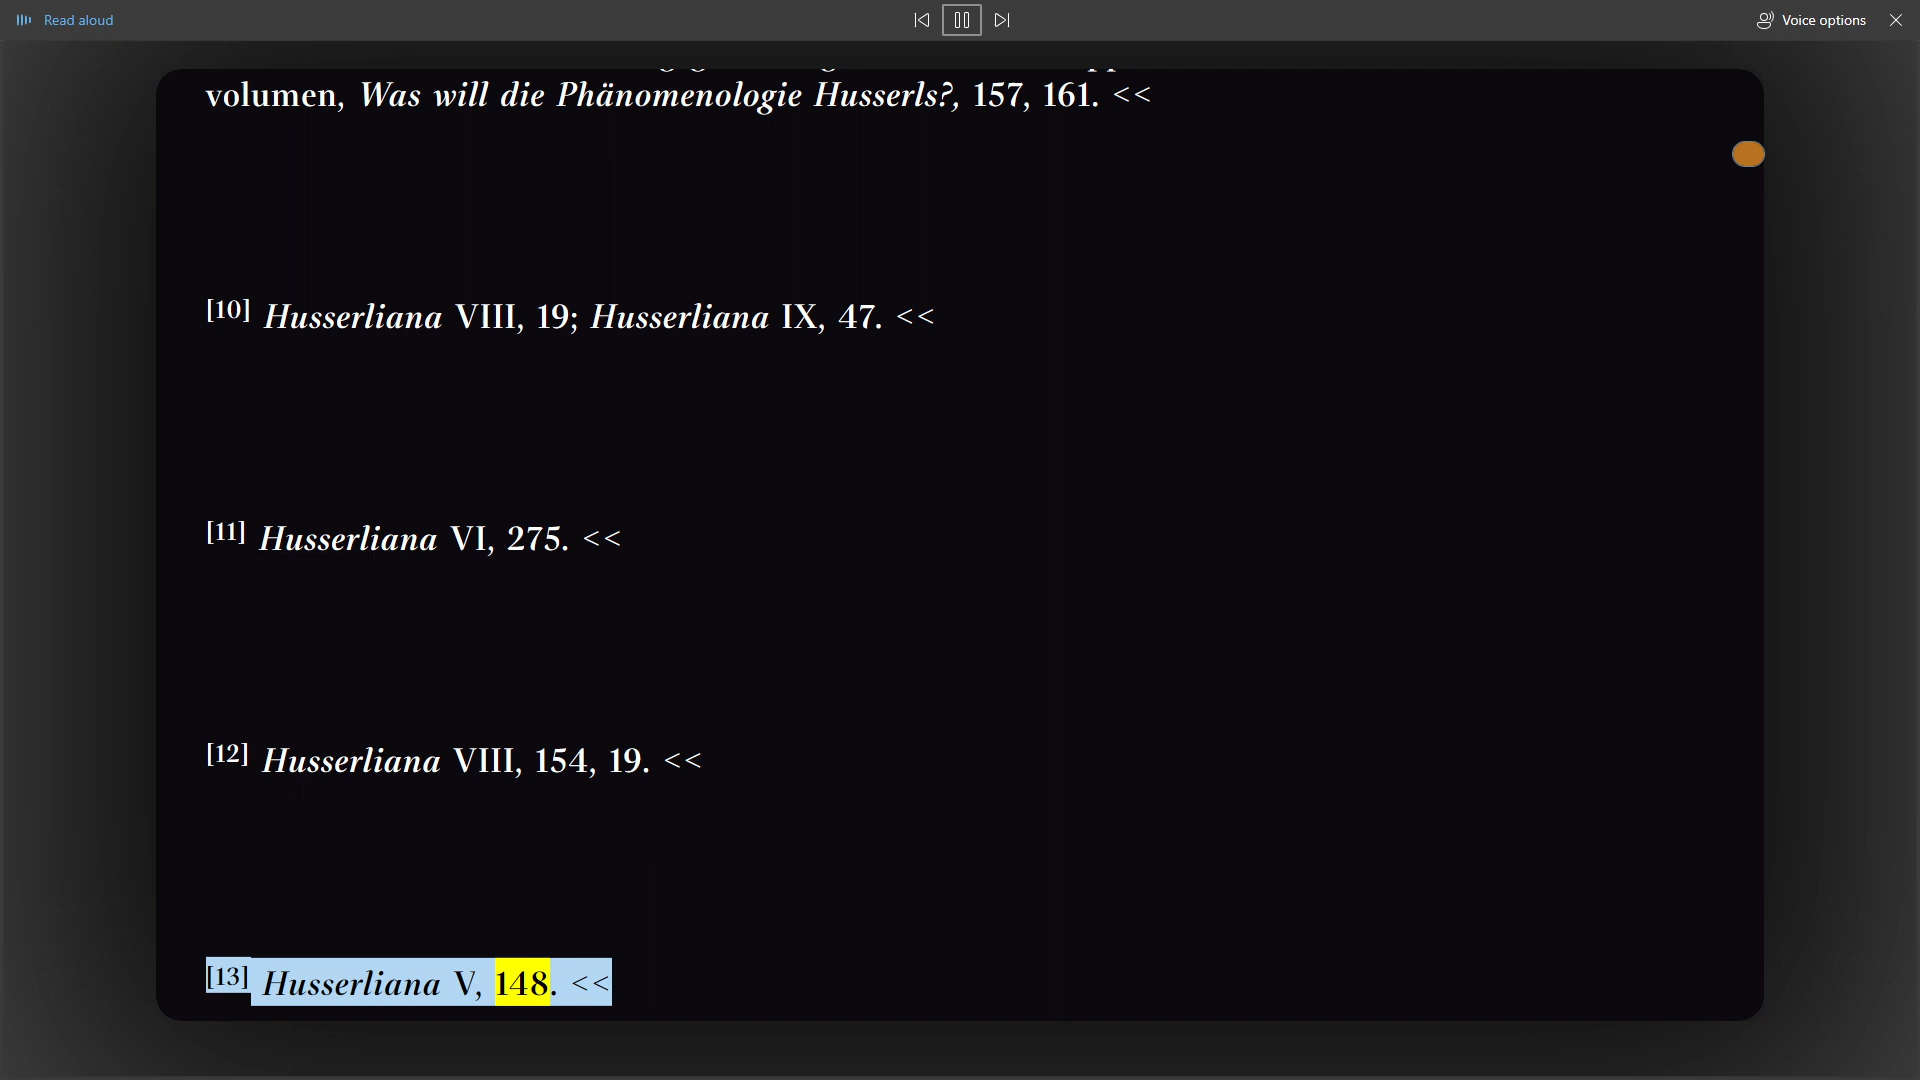 Read aloud
Voice options
volumen, Was will die Phänomenologie Husserls?, 157, 161. <<
[10] Husserliana VIII, 19; Husserliana IX, 47. <<
[11] Husserliana VI, 275. <<
[12] Husserliana VIII, 154, 19. <<
[13] Husserliana V, 148. <<